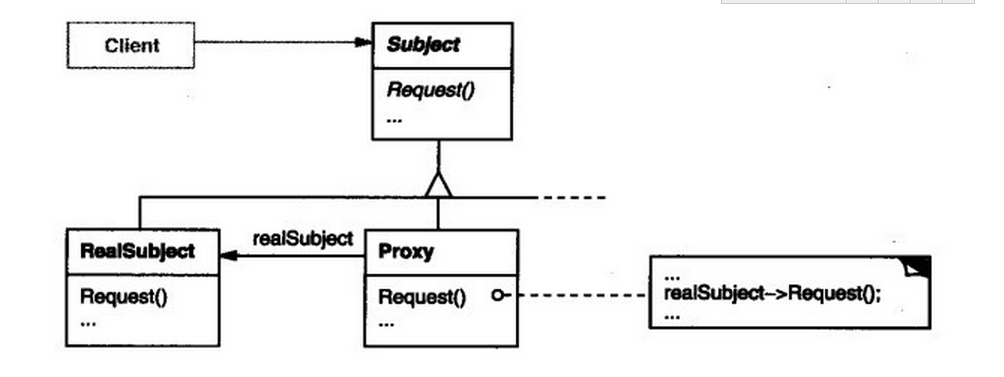 Client
Subject
Request()
...
realSubject
RealSubject
Request()
...
Proxy
Request()
...
...
realSubject->Request();
...